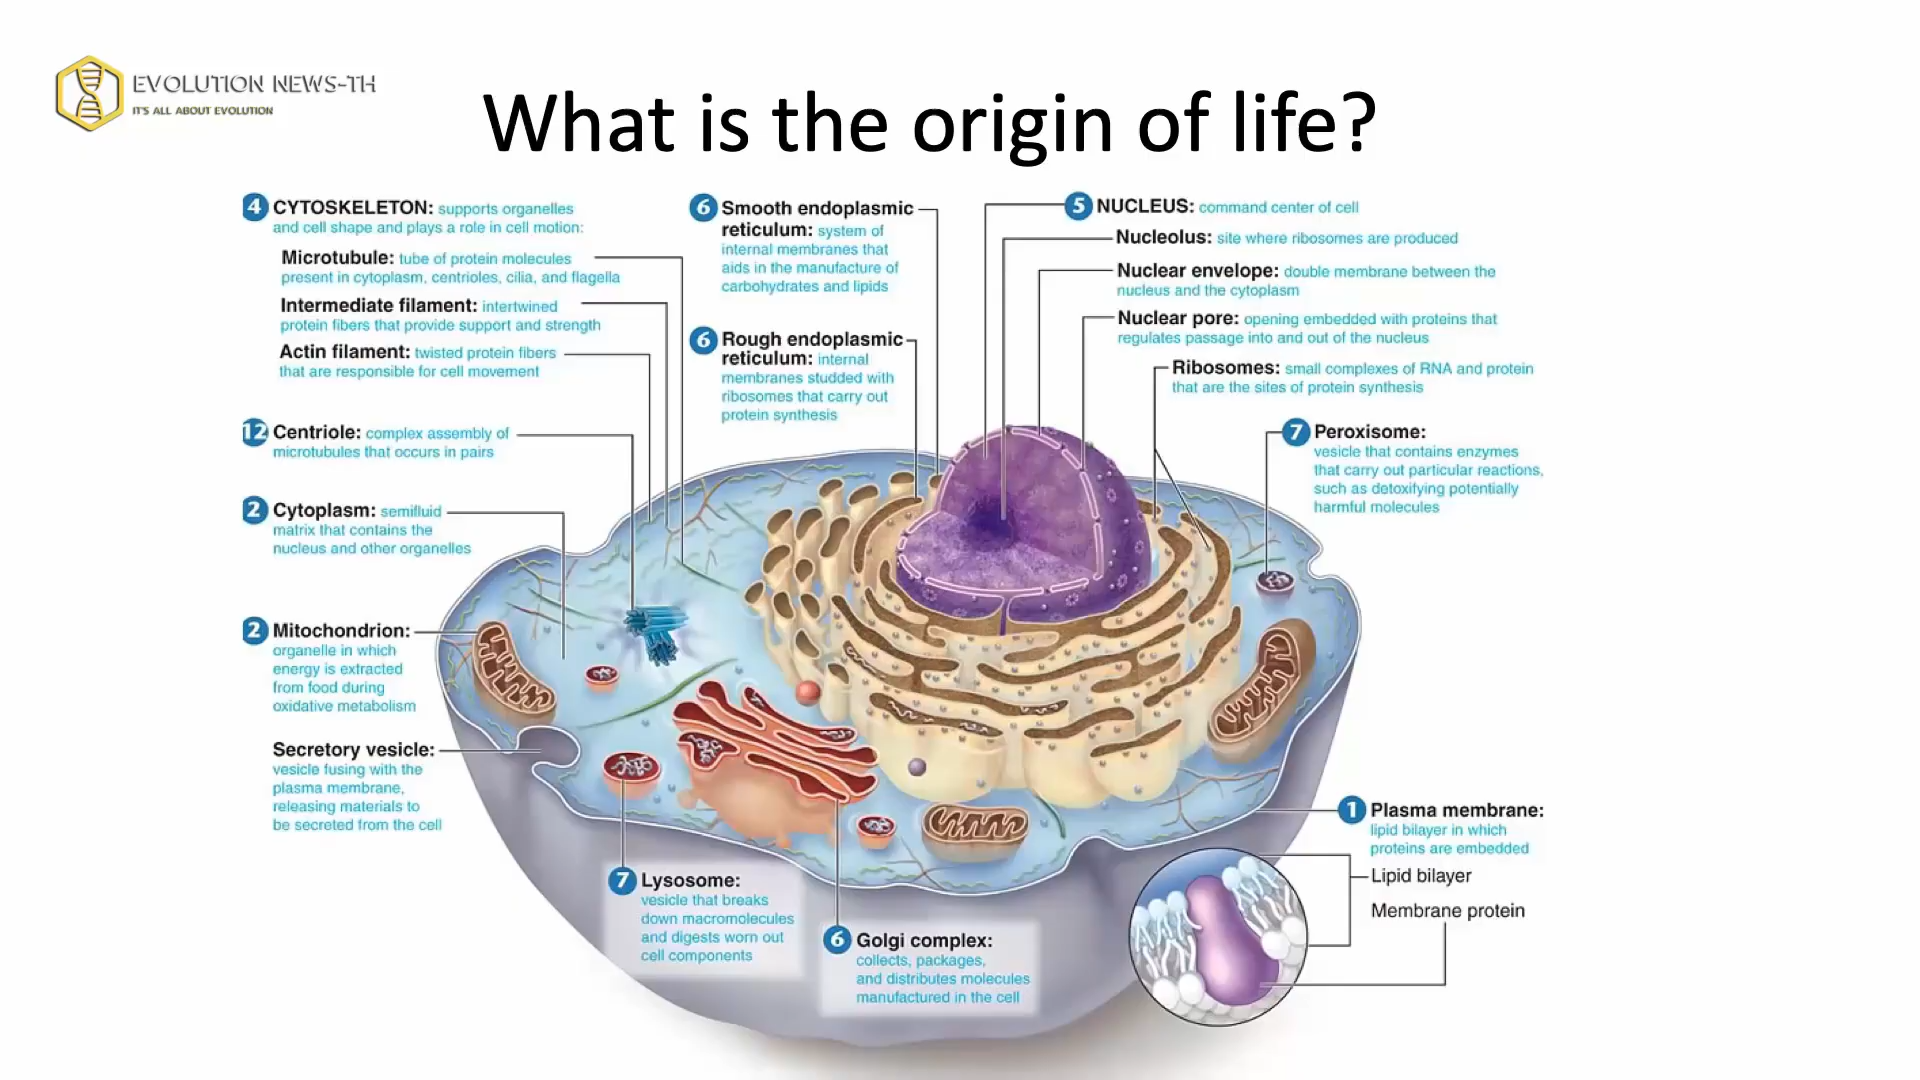 EVOLUTION NEWS-TH
IT'S ALL ABOUT EVOLUTION
What is the origin of life?
4 CYTOSKELETON: supports organelles
and cell shape and plays a role in cell motion:
Microtubule: tube of protein molecules
present in cytoplasm, centrioles, cilia, and flagella
Intermediate filament: intertwined
protein fibers that provide support and strength
Actin filament: twisted protein fibers
that are responsible for cell movement
12 Centriole: complex assembly of
microtubules that occurs in pairs
2 Cytoplasm: semifluid
matrix that contains the
nucleus and other organelles
2 Mitochondrion:
organelle in which
energy is extracted
from food during
oxidative metabolism
Secretory vesicle:
vesicle fusing with the
plasma membrane,
releasing materials to
be secreted from the cell
6 Smooth endoplasmic
reticulum: system of
internal membranes that
aids in the manufacture of
carbohydrates and lipids
6 Rough endoplasmic
reticulum: internal
membranes studded with
ribosomes that carry out
protein synthesis
5 NUCLEUS: command center of cell
Nucleolus: site where ribosomes are produced
Nuclear envelope: double membrane between the
nucleus and the cytoplasm
Nuclear pore: opening embedded with proteins that
regulates passage into and out of the nucleus
Ribosomes: small complexes of RNA and protein
that are the sites of protein synthesis
7 Peroxisome:
vesicle that contains enzymes
that carry out particular reactions,
such as detoxifying potentially
harmful molecules
7 Lysosome:
vesicle that breaks
down macromolecules
and digests worn out
cell components
6 Golgi complex:
collects, packages,
and distributes molecules
manufactured in the cell
1 Plasma membrane:
lipid bilayer in which
proteins are embedded
Lipid bilayer
Membrane protein